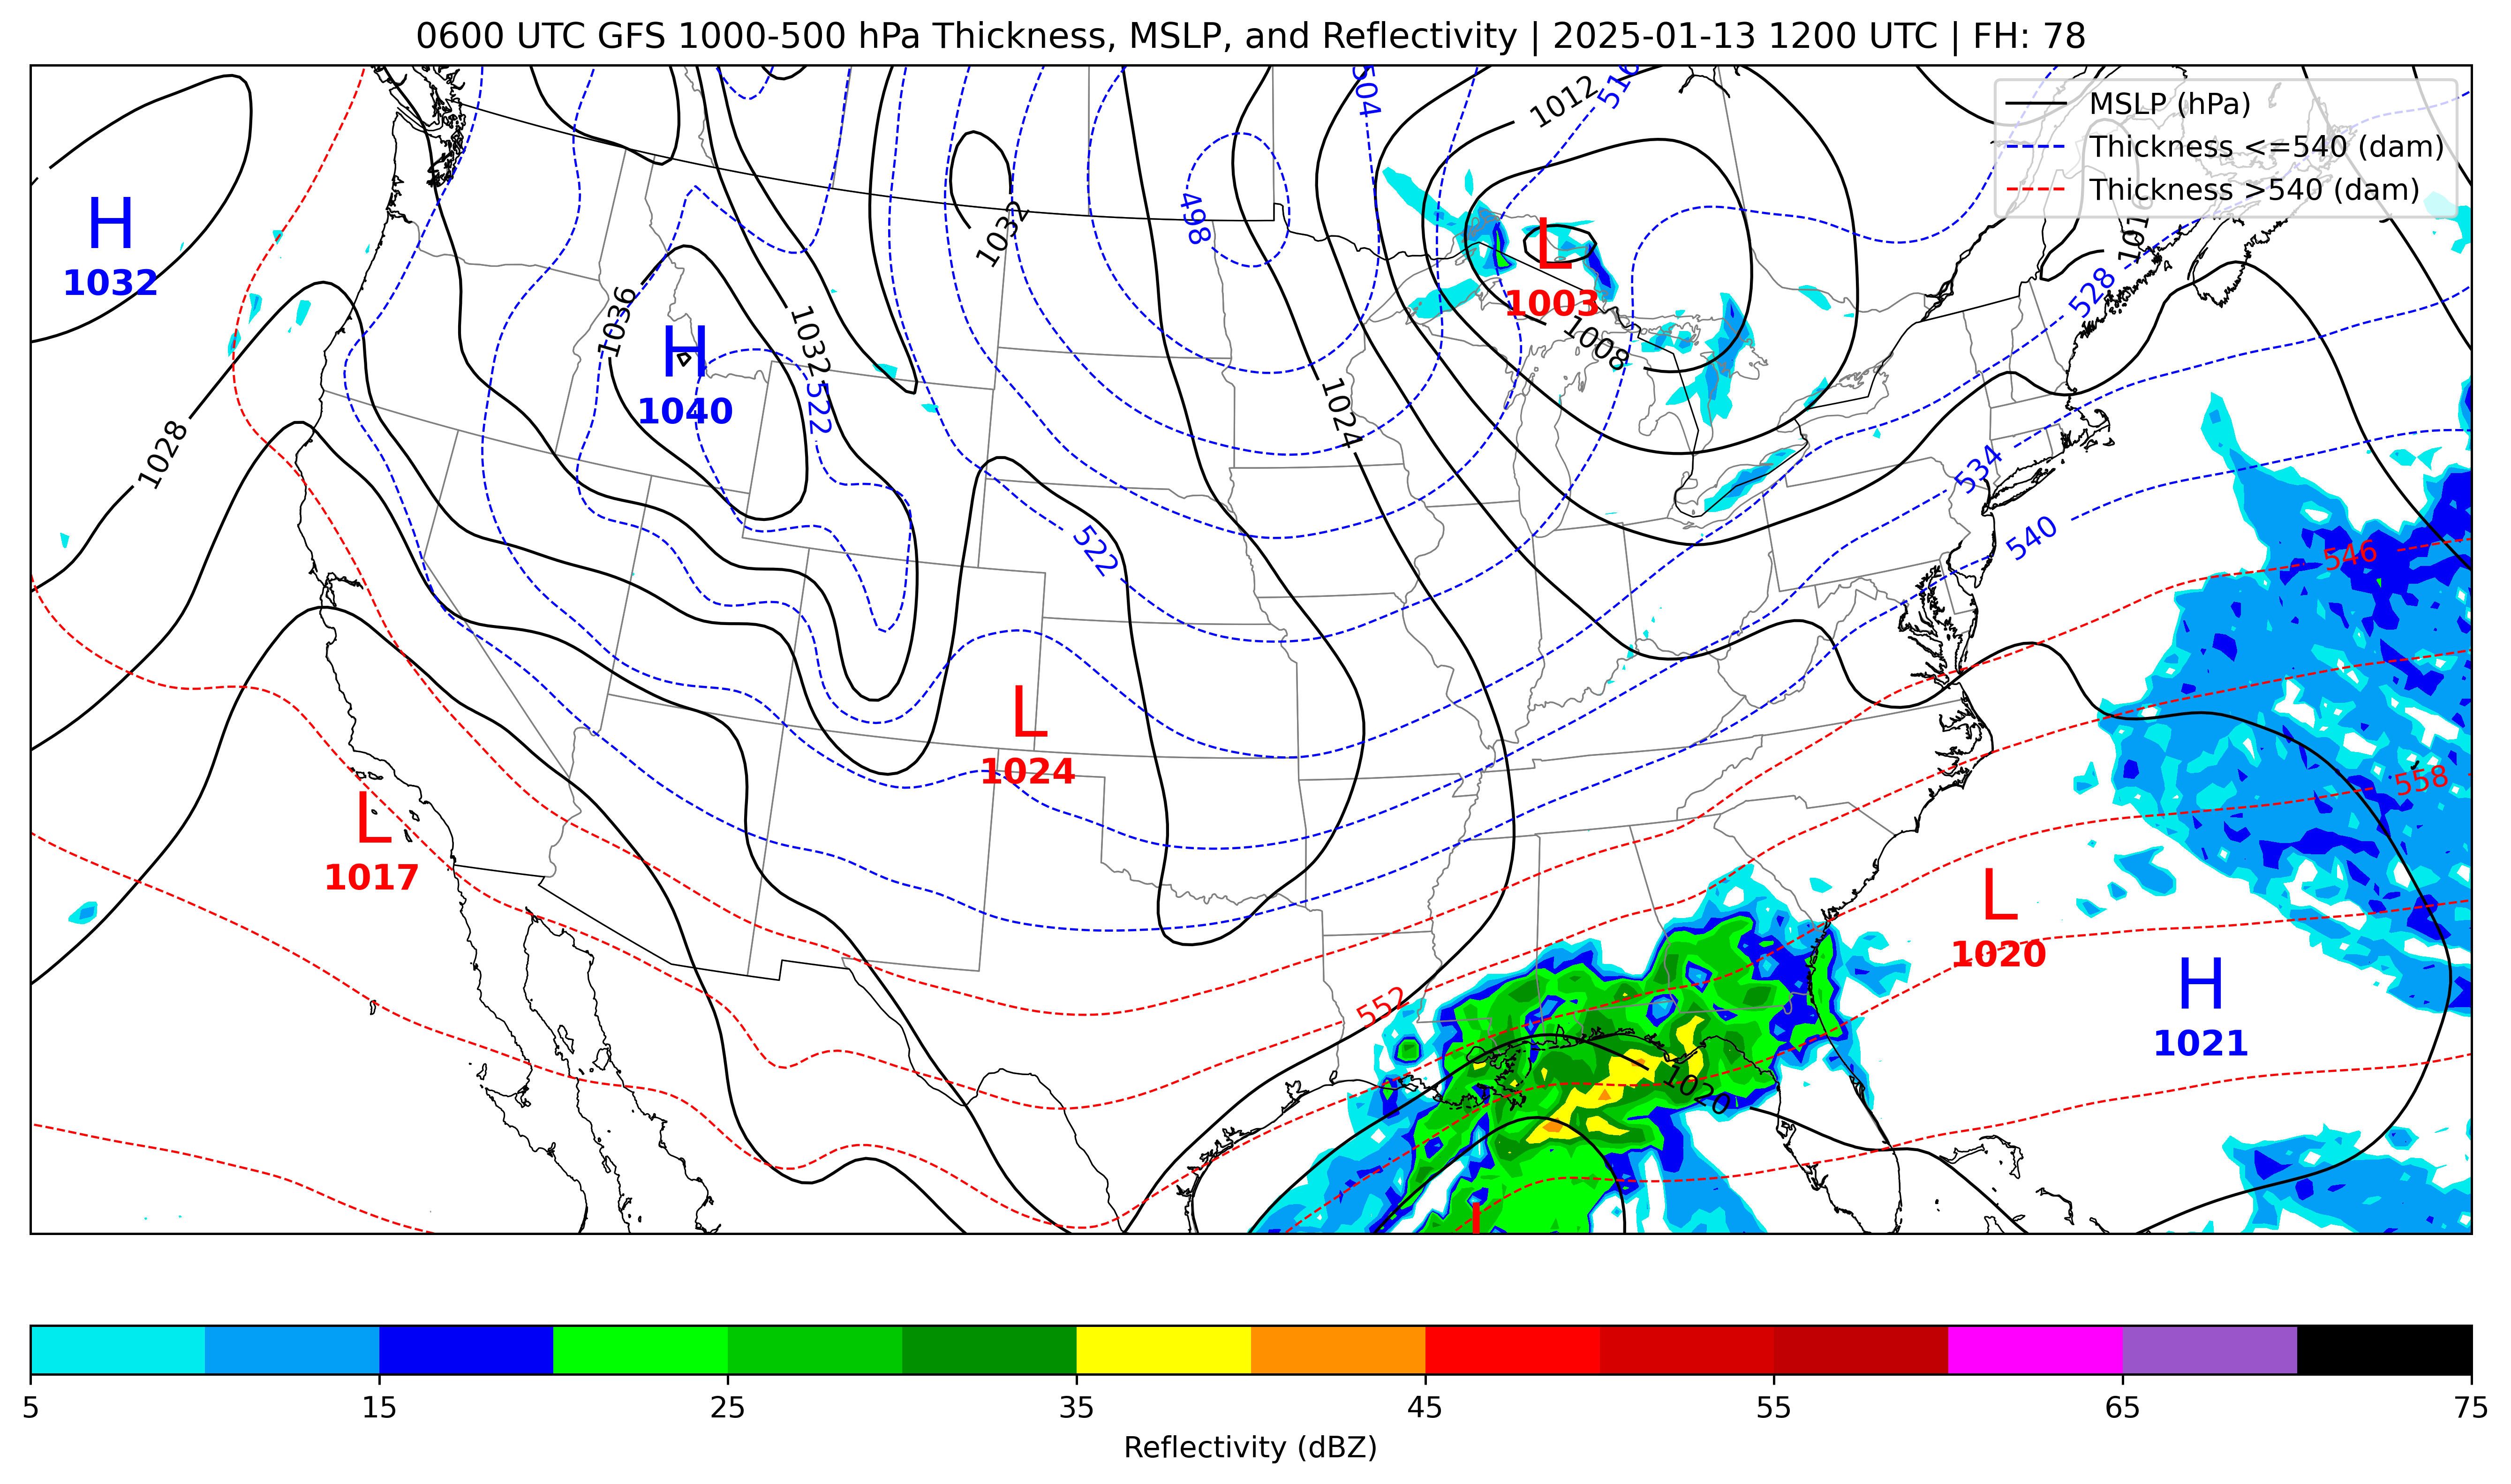 0600 UTC GFS 1000-500 hPa Thickness, MSLP, and Reflectivity | 2025-01-13 1200 UTC | FH: 78
MSLP (hPa)
Thickness <=540 (dam)
Thickness >540 (dam)
504
516
1012
498
1032
H
1032
L
1003
1008
1016
528
1036
H
1040
1032
522
1024
1028
534
540
546
522
L
1024
558
L
1017
L
1020
H
1021
552
1020
L
5
15
25
35
45
55
65
75
Reflectivity (dBZ)